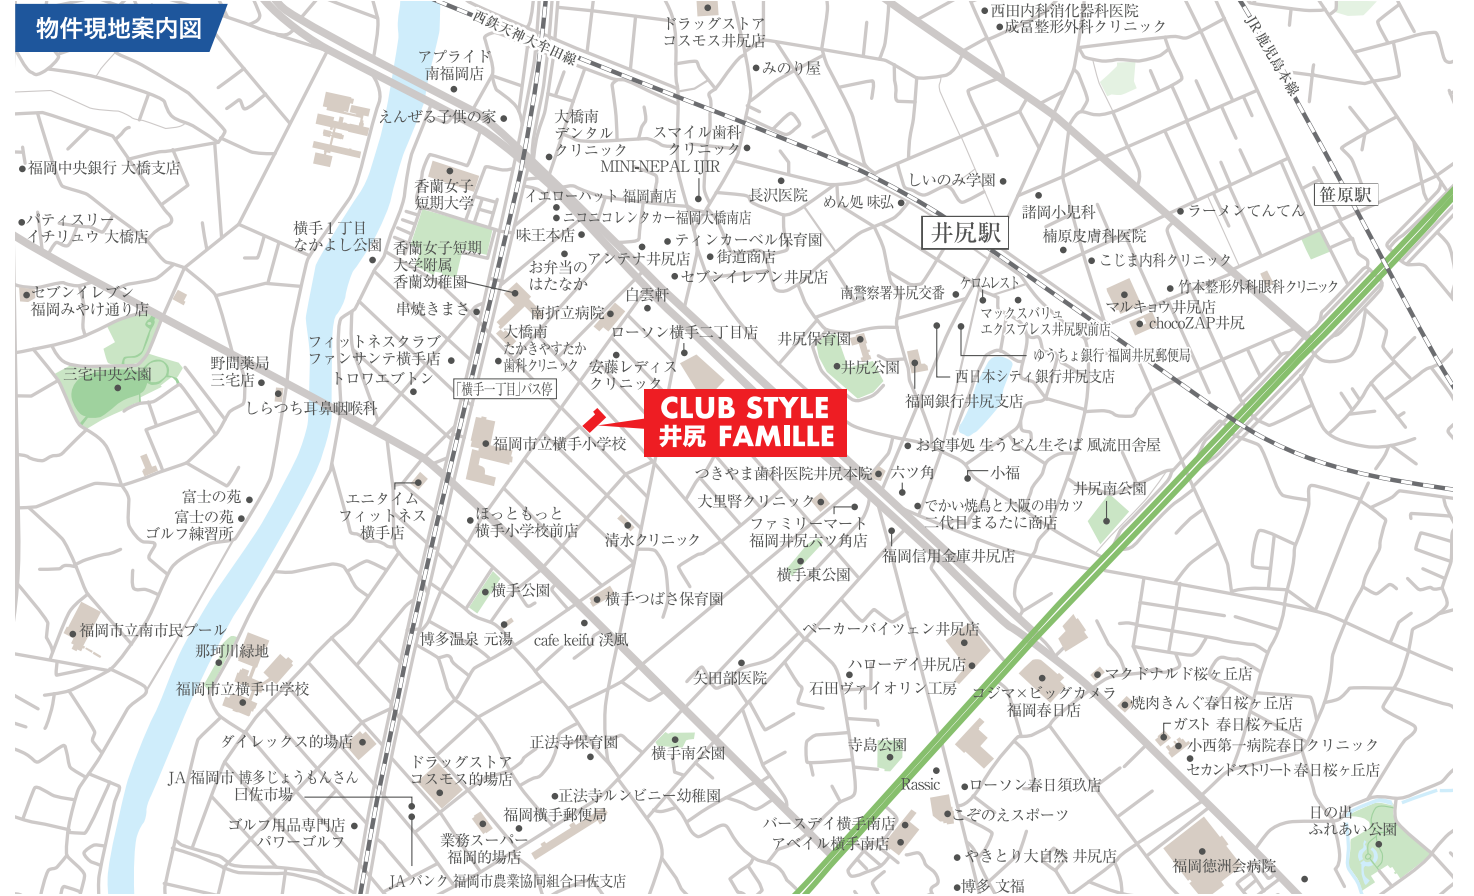 物件現地案内図
西鉄天神大牟田線
JR鹿児島本線
ドラッグストア
コスモス井尻店
西田内科消化器科医院
成冨整形外科クリニック
アプライド
南福岡店
みのり屋
えんぜる子供の家
大橋南
デンタル
クリニック
スマイル歯科
クリニック
MINI-NEPAL IJIR
福岡中央銀行 大橋支店
香蘭女子
短期大学
イエローハット 福岡南店
長沢医院
めん処 味弘
しいのみ学園
諸岡小児科
笹原駅
ラーメンてんてん
パティスリー
イチリュウ 大橋店
横手1丁目
なかよし公園
香蘭女子短期
大学附属
香蘭幼稚園
ニコニコレンタカー福岡大橋南店
味王本店
ティンカーベル保育園
アンテナ井尻店
街道商店
井尻駅
楠原皮膚科医院
こじま内科クリニック
お弁当の
はたなか
セブンイレブン井尻店
セブンイレブン
福岡みやけ通り店
串焼きまさ
白雲軒
南折立病院
南警察署井尻交番
ケロムレスト
竹本整形外科眼科クリニック
マックスバリュ
エクスプレス井尻駅前店
マルキョウ井尻店
chocoZAP井尻
フィットネスクラブ
ファンサンテ横手店
大橋南
たかきやすたか
歯科クリニック
ローソン横手二丁目店
井尻保育園
ゆうちょ銀行 福岡井尻郵便局
野間薬局
三宅店
三宅中央公園
トロワエプトン
安藤レディス
クリニック
井尻公園
西日本シティ銀行井尻支店
「横手一丁目」バス停
しらつち耳鼻咽喉科
福岡銀行井尻支店
CLUB STYLE
井尻 FAMILLE
福岡市立横手小学校
お食事処 生うどん生そば 風流田舎屋
つきやま歯科医院井尻本院
六ツ角
小福
井尻南公園
富士の苑
富士の苑
ゴルフ練習所
エニタイム
フィットネス
横手店
ほっともっと
横手小学校前店
大里腎クリニック
ファミリーマート
福岡井尻六ツ角店
でかい焼鳥と大阪の串カツ
二代目まるたに商店
清水クリニック
福岡信用金庫井尻店
横手東公園
横手公園
横手つばさ保育園
福岡市立南市民プール
那珂川緑地
博多温泉 元湯
cafe keifu 渓風
ベーカーバイツェン井尻店
ハローデイ井尻店
福岡市立横手中学校
矢田部医院
石田ヴァイオリン工房
コジマ×ビッグカメラ
福岡春日店
マクドナルド桜ヶ丘店
焼肉きんぐ春日桜ヶ丘店
ガスト 春日桜ヶ丘店
小西第一病院春日クリニック
セカンドストリート春日桜ヶ丘店
ダイレックス的場店
正法寺保育園
横手南公園
寺島公園
ドラッグストア
コスモス的場店
JA 福岡市 博多じょうもんさん
曰佐市場
Rassic
ローソン春日須玖店
正法寺ルンビニー幼稚園
福岡横手郵便局
バースデイ横手南店
アベイル横手南店
こぞのえスポーツ
日の出
ふれあい公園
ゴルフ用品専門店
パワーゴルフ
業務スーパー
福岡的場店
やきとり大自然 井尻店
福岡徳洲会病院
JAバンク 福岡市農業協同組合曰佐支店
博多 文福